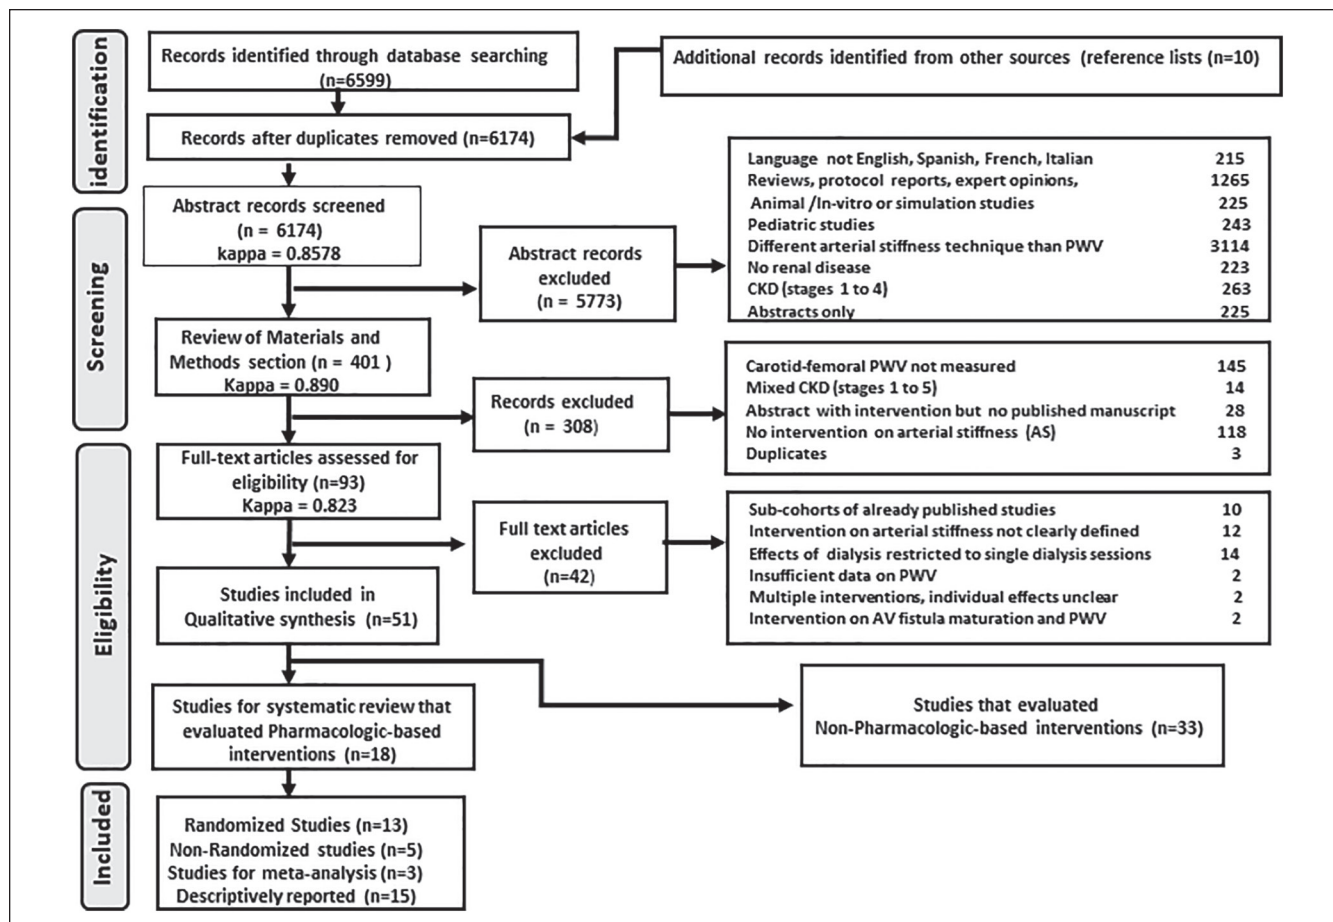 identification
Records identified through database searching
(n=6599)
Additional records identified from other sources (reference lists (n=10)
Records after duplicates removed (n=6174)
Screening
Abstract records screened
(n = 6174)
kappa = 0.8578
Abstract records
excluded
(n = 5773)
Language not English, Spanish, French, Italian 215
Reviews, protocol reports, expert opinions, 1265
Animal /In-vitro or simulation studies 225
Pediatric studies 243
Different arterial stiffness technique than PWV 3114
No renal disease 223
CKD (stages 1 to 4) 263
Abstracts only 225
Review of Materials and
Methods section (n = 401 )
Kappa = 0.890
Records excluded
(n = 308)
Carotid-femoral PWV not measured 145
Mixed CKD (stages 1 to 5) 14
Abstract with intervention but no published manuscript 28
No intervention on arterial stiffness (AS) 118
Duplicates 3
Eligibility
Full-text articles assessed for
eligibility (n=93)
Kappa = 0.823
Full text articles
excluded
(n=42)
Sub-cohorts of already published studies 10
Intervention on arterial stiffness not clearly defined 12
Effects of dialysis restricted to single dialysis sessions 14
Insufficient data on PWV 2
Multiple interventions, individual effects unclear 2
Intervention on AV fistula maturation and PWV 2
Studies included in
Qualitative synthesis (n=51)
Studies for systematic review that
evaluated Pharmacologic-based
interventions (n=18)
Studies that evaluated
Non-Pharmacologic-based interventions (n=33)
Included
Randomized Studies (n=13)
Non-Randomized studies (n=5)
Studies for meta-analysis (n=3)
Descriptively reported (n=15)